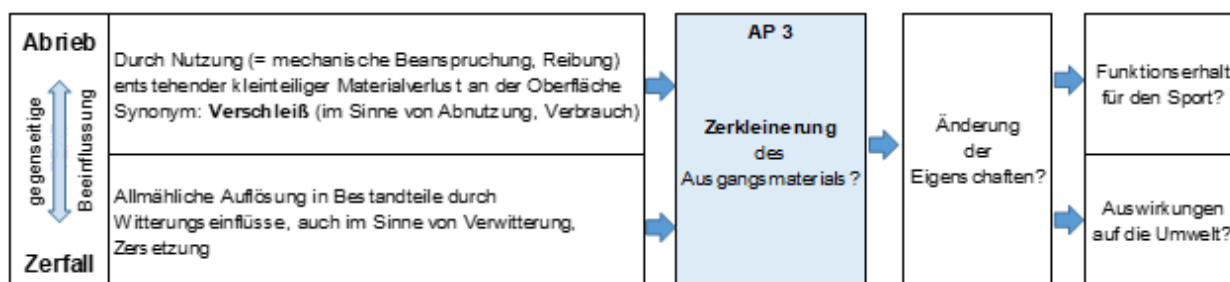 Abrieb
gegenseitige
Beeinflussung
Zerfall
Durch Nutzung (= mechanische Beanspruchung, Reibung)
entstehender kleinteiliger Materialverlust an der Oberfläche
Synonym: Verschleiß (im Sinne von Abnutzung, Verbrauch)
Allmähliche Auflösung in Bestandteile durch
Witterungseinflüsse, auch im Sinne von Verwitterung,
Zersetzung
AP 3
Zerkleinerung
des
Ausgangsmaterials?
Änderung
der
Eigenschaften?
Funktionserhalt
für den Sport?
Auswirkungen
auf die Umwelt?